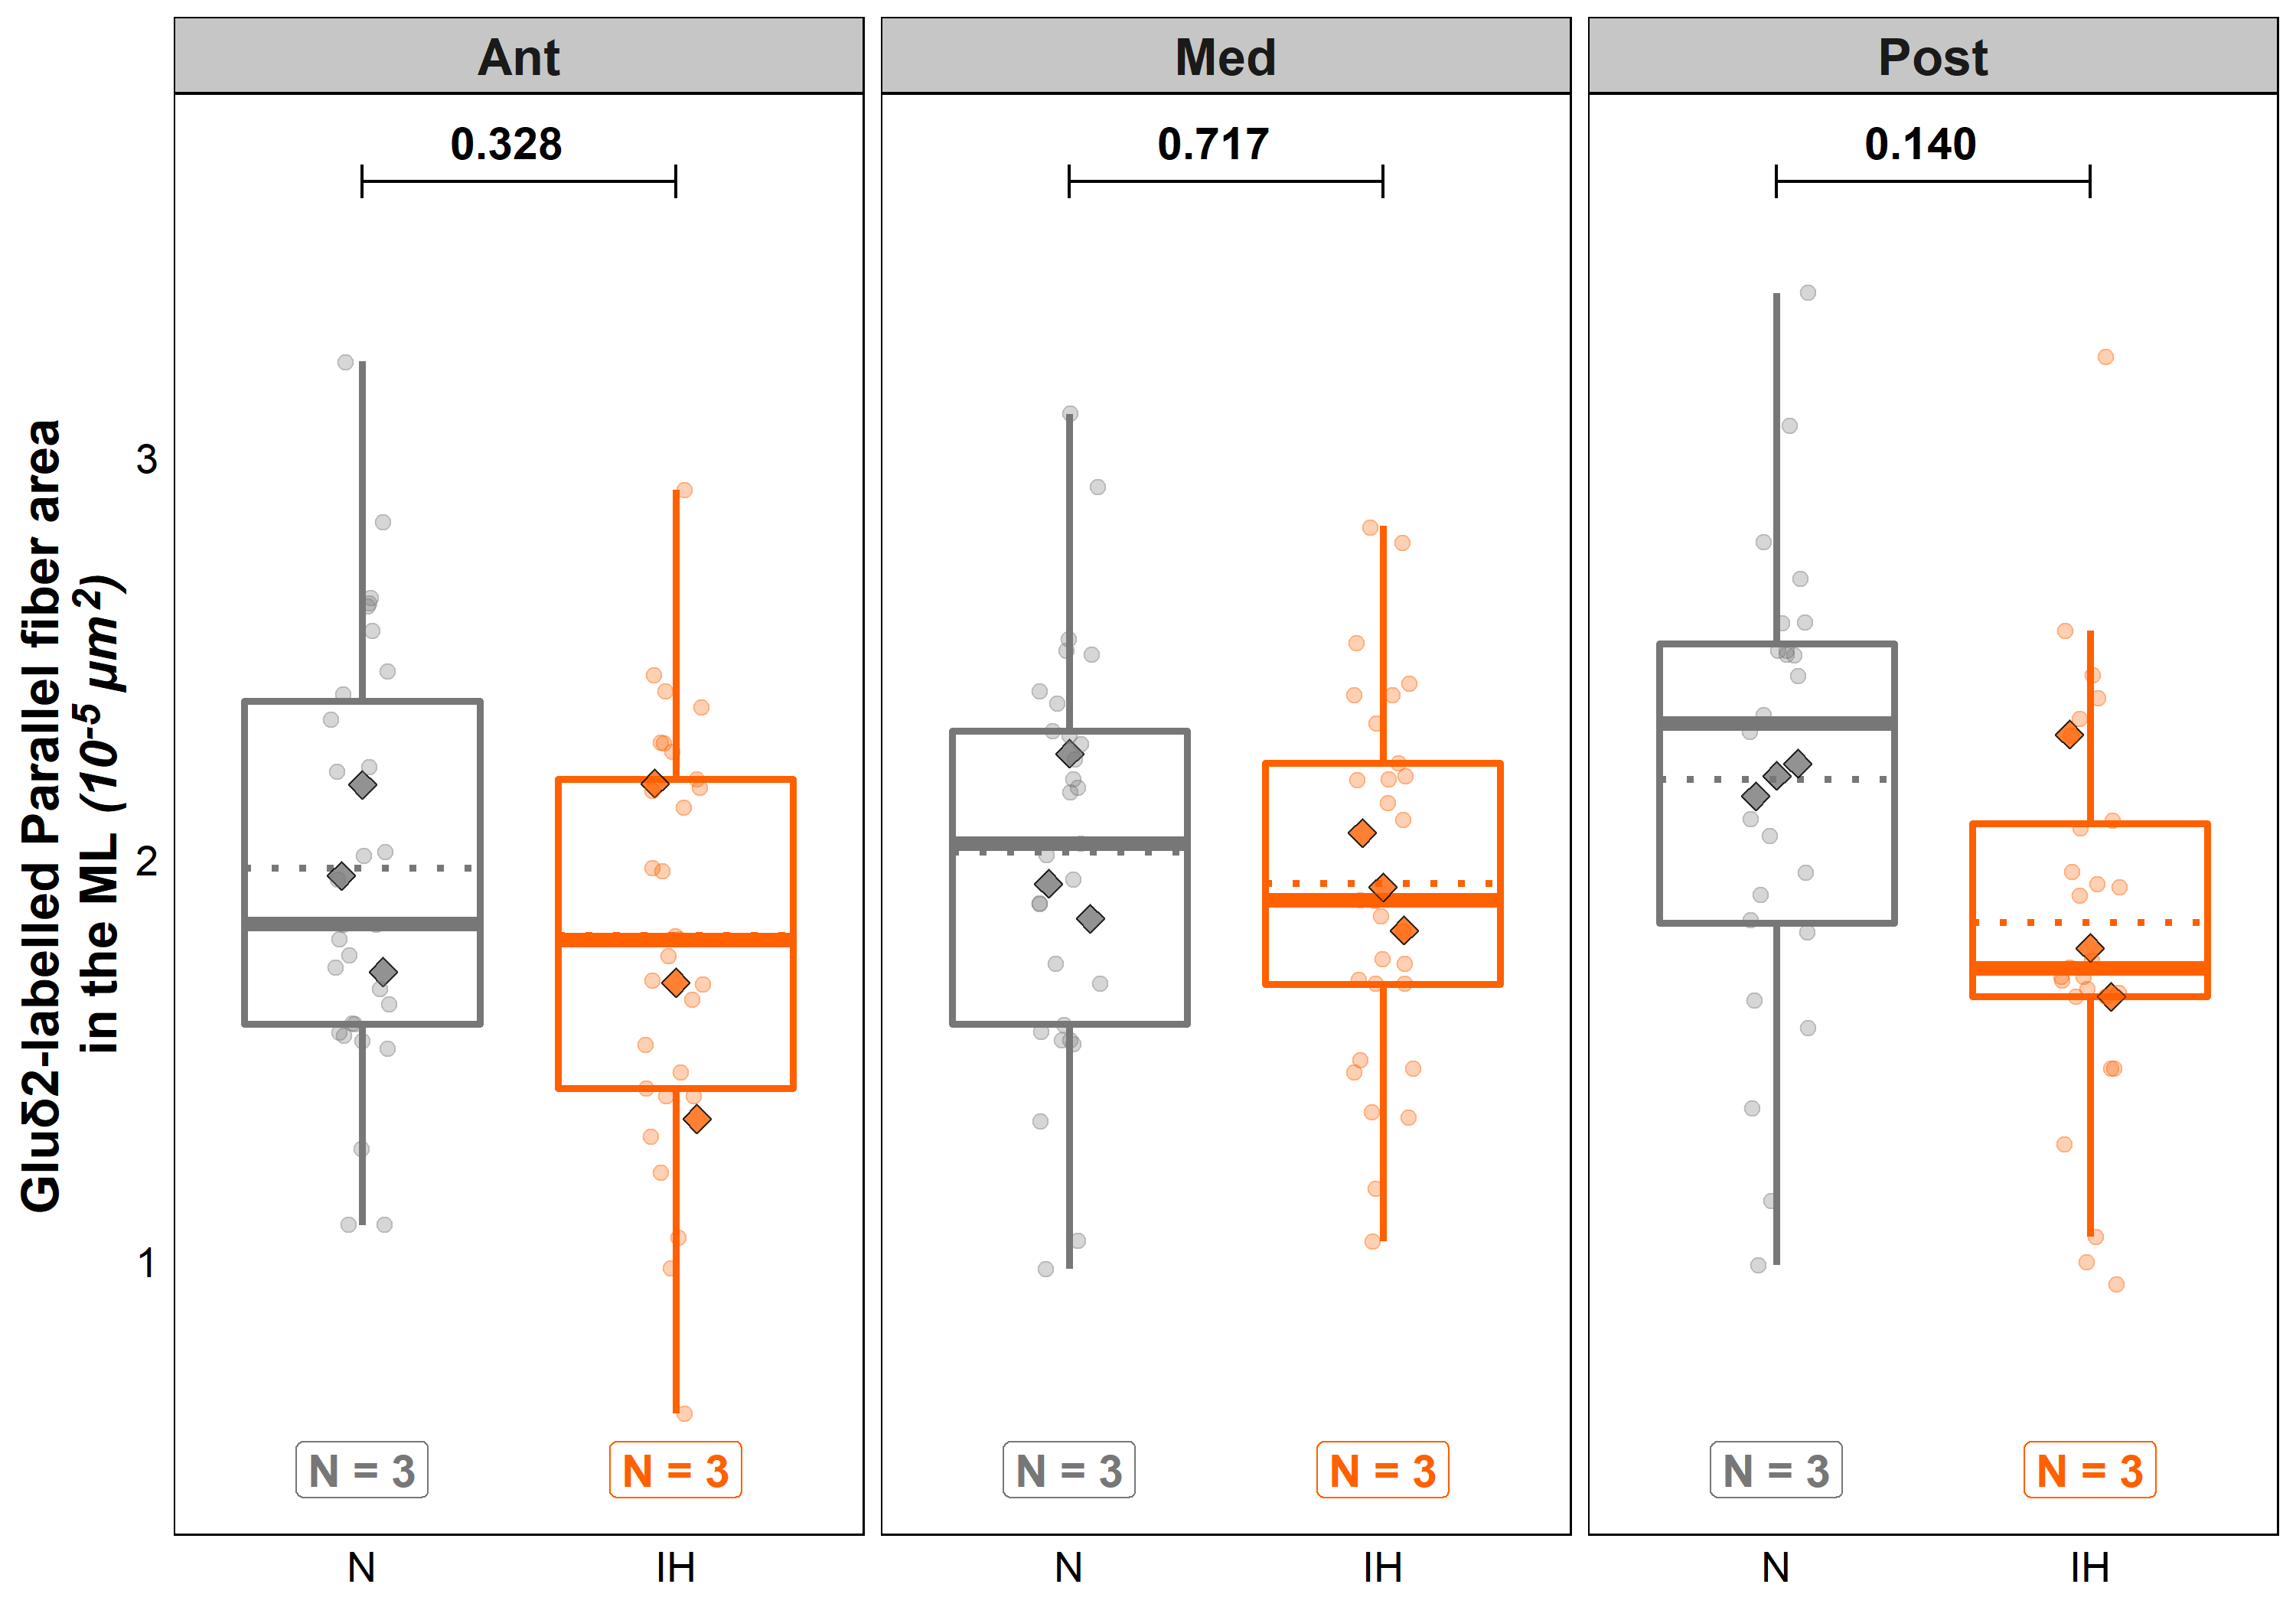 Ant
Med
Post
0.328
0.717
0.140
Gluδ2-labelled Parallel fiber area
in the ML (10⁻⁵ µm²)
3
2
1
N = 3
N = 3
N = 3
N = 3
N = 3
N = 3
N
IH
N
IH
N
IH